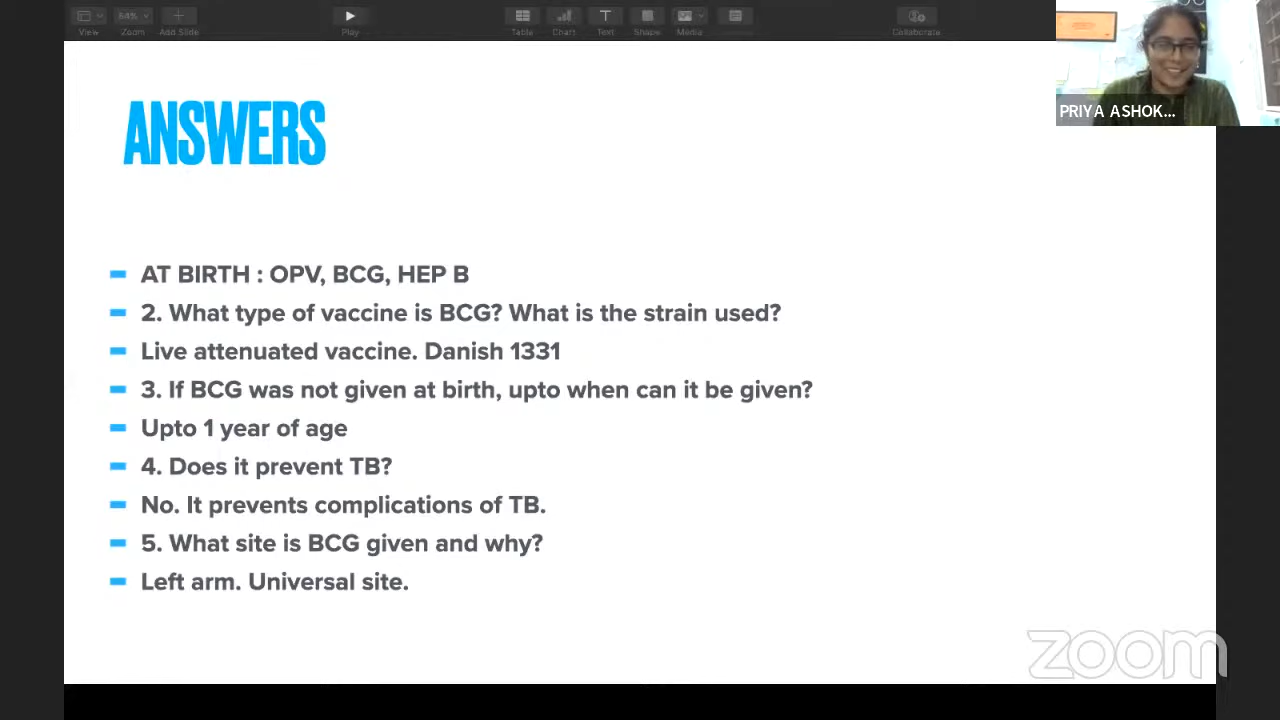 View
54%
Zoom
Add Slide
Play
Table
Chart
Text
Shape
Media
Collaborate
PRIYA ASHOK...
ANSWERS
AT BIRTH : OPV, BCG, HEP B
2. What type of vaccine is BCG? What is the strain used?
Live attenuated vaccine. Danish 1331
3. If BCG was not given at birth, upto when can it be given?
Upto 1 year of age
4. Does it prevent TB?
No. It prevents complications of TB.
5. What site is BCG given and why?
Left arm. Universal site.
zoom